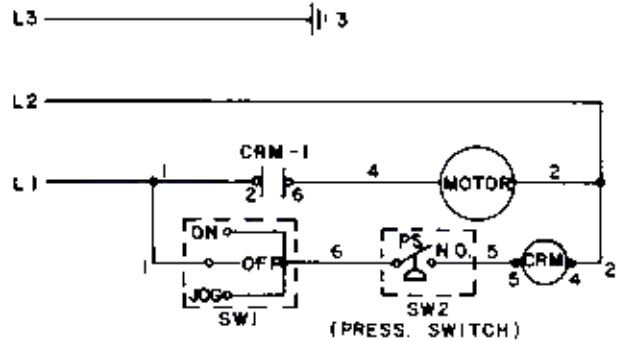 L3 3
L2
CRM-1
L1 1 2 6 4 MOTOR 2
ON
1 OFF 6 PS N.O. 5 5 CRM 4 2
JOG
SW1 SW2
(PRESS. SWITCH)